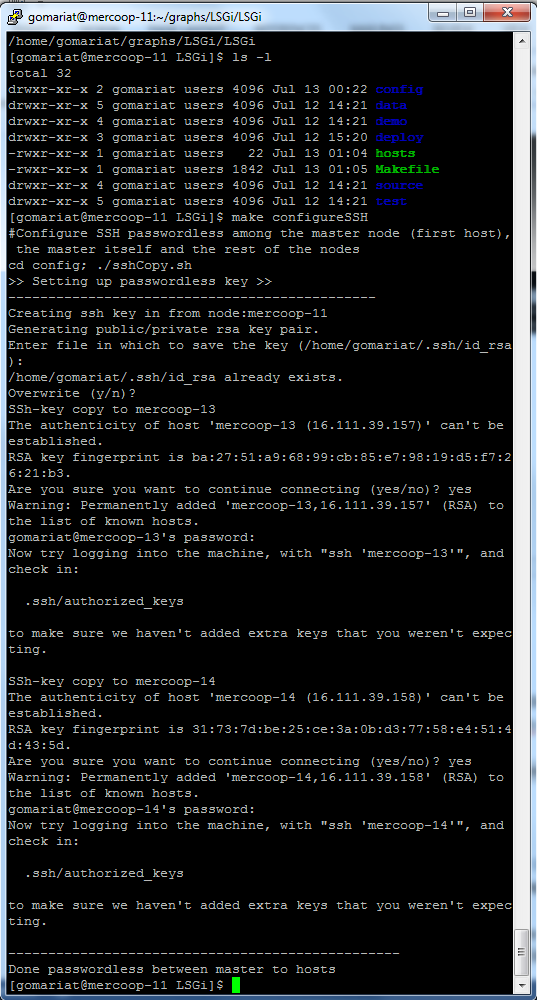 gomariat@mercoop-11:~/graphs/LSGi/LSGi
/home/gomariat/graphs/LSGi/LSGi
[gomariat@mercoop-11 LSGi]$ ls -l
total 32
drwxr-xr-x 2 gomariat users 4096 Jul 13 00:22 config
drwxr-xr-x 5 gomariat users 4096 Jul 12 14:21 data
drwxr-xr-x 4 gomariat users 4096 Jul 12 14:21 demo
drwxr-xr-x 3 gomariat users 4096 Jul 12 15:20 deploy
-rwxr-xr-x 1 gomariat users   22 Jul 13 01:04 hosts
-rwxr-xr-x 1 gomariat users 1842 Jul 13 01:05 Makefile
drwxr-xr-x 4 gomariat users 4096 Jul 12 14:21 source
drwxr-xr-x 5 gomariat users 4096 Jul 12 14:21 test
[gomariat@mercoop-11 LSGi]$ make configureSSH
#Configure SSH passwordless among the master node (first host),
 the master itself and the rest of the nodes
cd config; ./sshCopy.sh
>> Setting up passwordless key >>
----------------------------------------------
Creating ssh key in from node:mercoop-11
Generating public/private rsa key pair.
Enter file in which to save the key (/home/gomariat/.ssh/id_rsa
):
/home/gomariat/.ssh/id_rsa already exists.
Overwrite (y/n)?
SSh-key copy to mercoop-13
The authenticity of host 'mercoop-13 (16.111.39.157)' can't be
established.
RSA key fingerprint is ba:27:51:a9:68:99:cb:85:e7:98:19:d5:f7:2
6:21:b3.
Are you sure you want to continue connecting (yes/no)? yes
Warning: Permanently added 'mercoop-13,16.111.39.157' (RSA) to
the list of known hosts.
gomariat@mercoop-13's password:
Now try logging into the machine, with "ssh 'mercoop-13'", and
check in:
  .ssh/authorized_keys
to make sure we haven't added extra keys that you weren't expec
ting.
SSh-key copy to mercoop-14
The authenticity of host 'mercoop-14 (16.111.39.158)' can't be
established.
RSA key fingerprint is 31:73:7d:be:25:ce:3a:0b:d3:77:58:e4:51:4
d:43:5d.
Are you sure you want to continue connecting (yes/no)? yes
Warning: Permanently added 'mercoop-14,16.111.39.158' (RSA) to
the list of known hosts.
gomariat@mercoop-14's password:
Now try logging into the machine, with "ssh 'mercoop-14'", and
check in:
  .ssh/authorized_keys
to make sure we haven't added extra keys that you weren't expec
ting.
-------------------------------------------------
Done passwordless between master to hosts
[gomariat@mercoop-11 LSGi]$